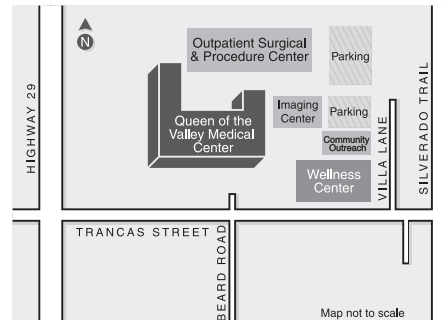 N
Outpatient Surgical
& Procedure Center
Parking
HIGHWAY 29
Queen of the
Valley Medical
Center
Imaging
Center
Parking
Community
Outreach
Wellness
Center
VILLA LANE
SILVERADO TRAIL
TRANCAS STREET
BEARD ROAD
Map not to scale